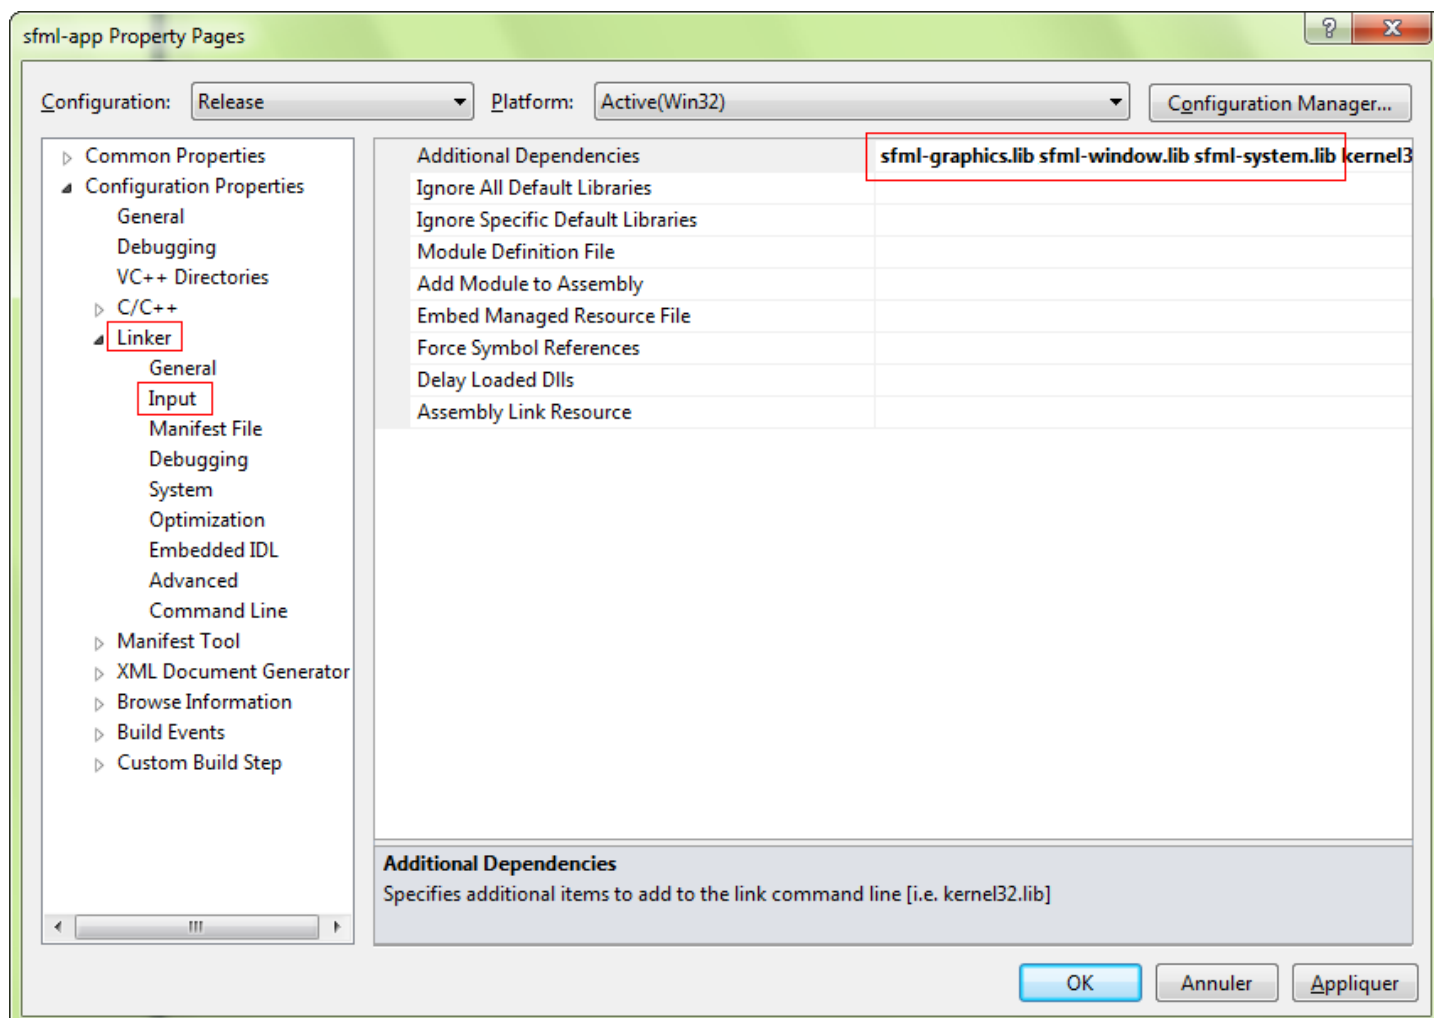 sfml-app Property Pages
Configuration: Release Platform: Active(Win32) Configuration Manager...
Common Properties
Configuration Properties
General
Debugging
VC++ Directories
C/C++
Linker
General
Input
Manifest File
Debugging
System
Optimization
Embedded IDL
Advanced
Command Line
Manifest Tool
XML Document Generator
Browse Information
Build Events
Custom Build Step
Additional Dependencies sfml-graphics.lib sfml-window.lib sfml-system.lib kernel3
Ignore All Default Libraries
Ignore Specific Default Libraries
Module Definition File
Add Module to Assembly
Embed Managed Resource File
Force Symbol References
Delay Loaded Dlls
Assembly Link Resource
Additional Dependencies
Specifies additional items to add to the link command line [i.e. kernel32.lib]
OK Annuler Appliquer